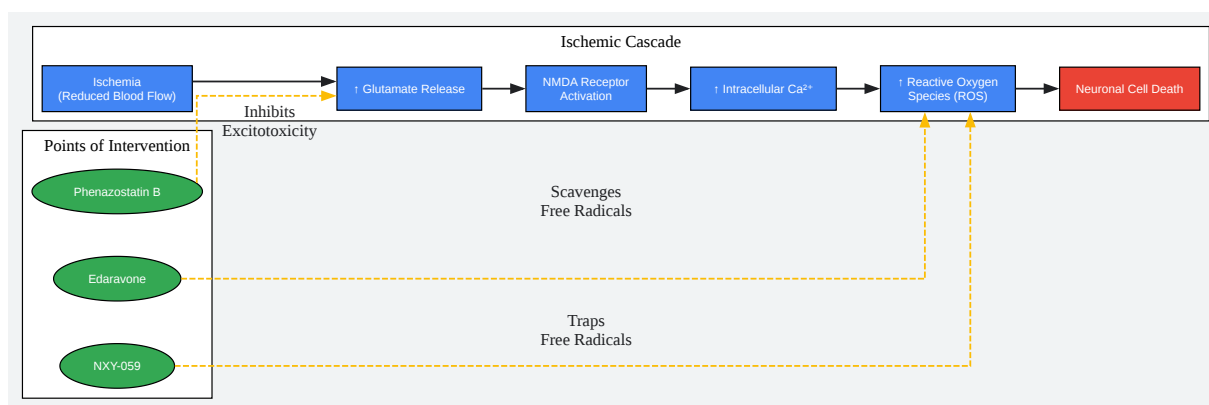 Ischemic Cascade
Ischemia
(Reduced Blood Flow)
↑ Glutamate Release
NMDA Receptor
Activation
↑ Intracellular Ca²⁺
↑ Reactive Oxygen
Species (ROS)
Neuronal Cell Death
Inhibits
Excitotoxicity
Points of Intervention
Phenazostatin B
Scavenges
Free Radicals
Edaravone
Traps
Free Radicals
NXY-059